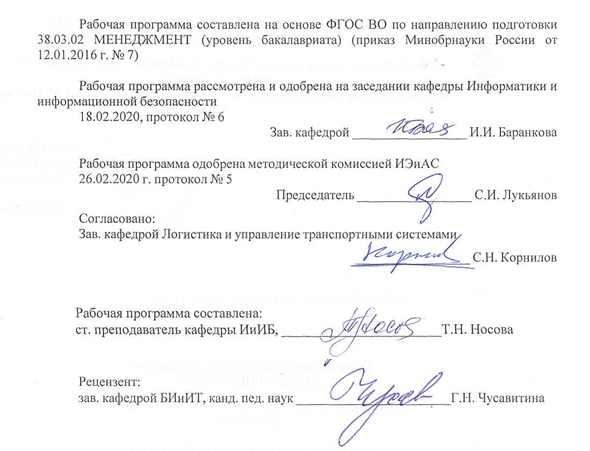 Рабочая программа составлена на основе ФГОС ВО по направлению подготовки
38.03.02 МЕНЕДЖМЕНТ (уровень бакалавриата) (приказ Минобрнауки России от
12.01.2016 г. № 7)
Рабочая программа рассмотрена и одобрена на заседании кафедры Информатики и
информационной безопасности
18.02.2020, протокол № 6
Зав. кафедрой И.И. Баранкова
Рабочая программа одобрена методической комиссией ИЭиАС
26.02.2020 г. протокол № 5
Председатель С.И. Лукьянов
Согласовано:
Зав. кафедрой Логистика и управление транспортными системами
С.Н. Корнилов
Рабочая программа составлена:
ст. преподаватель кафедры ИиИБ, Т.Н. Носова
Рецензент:
зав. кафедрой БИиИТ, канд. пед. наук Г.Н. Чусавитина